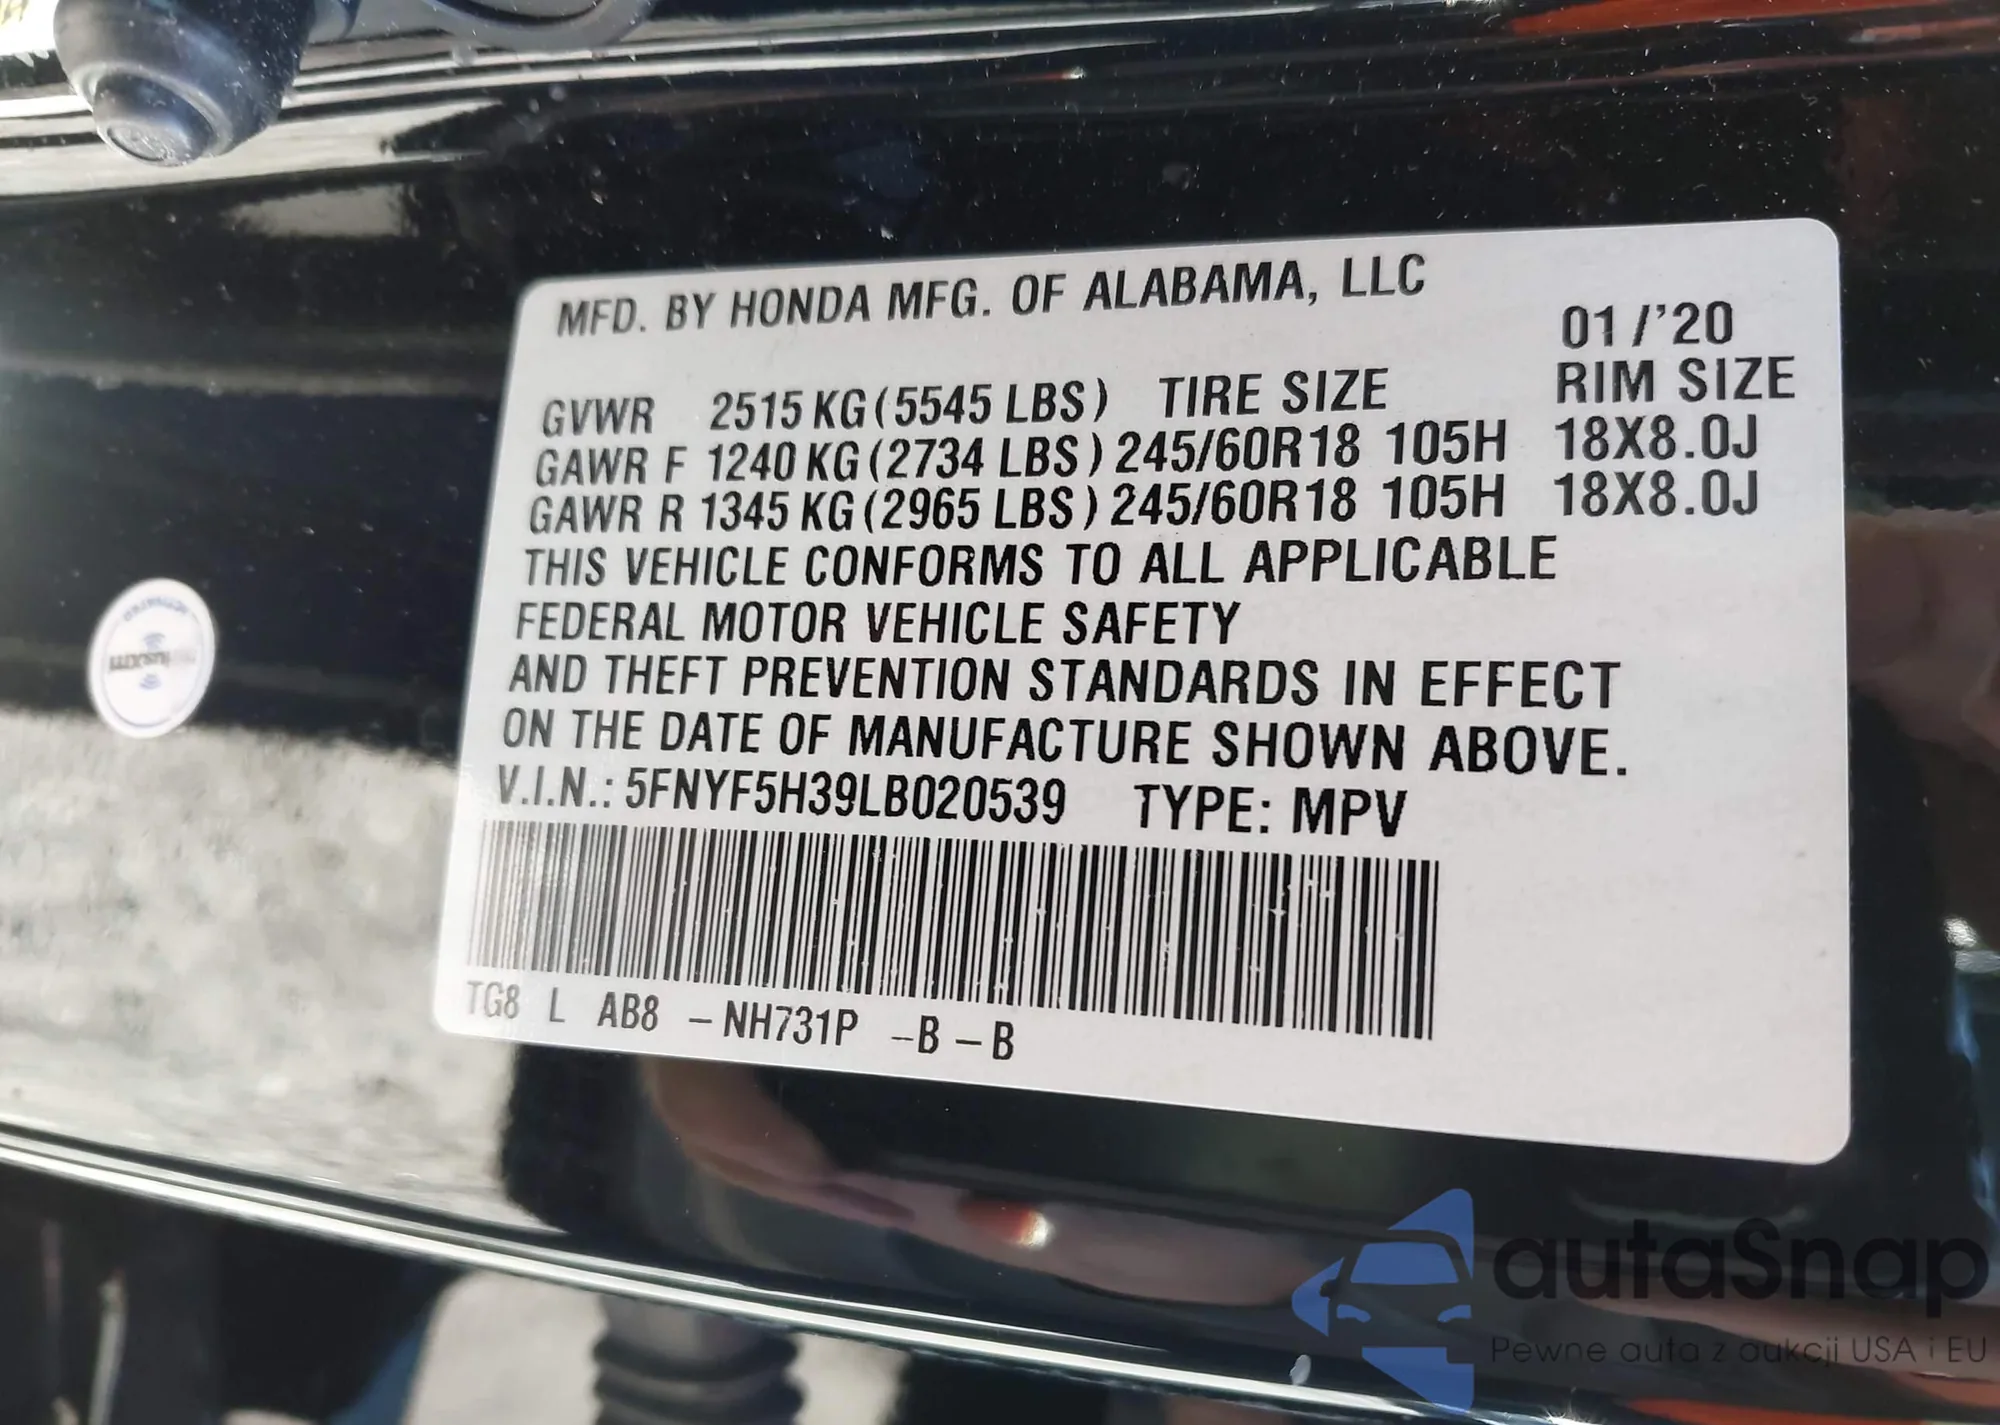 MFD. BY HONDA MFG. OF ALABAMA, LLC
01/'20
GVWR 2515 KG (5545 LBS) TIRE SIZE RIM SIZE
GAWR F 1240 KG (2734 LBS) 245/60R18 105H 18X8.0J
GAWR R 1345 KG (2965 LBS) 245/60R18 105H 18X8.0J
THIS VEHICLE CONFORMS TO ALL APPLICABLE
FEDERAL MOTOR VEHICLE SAFETY
AND THEFT PREVENTION STANDARDS IN EFFECT
ON THE DATE OF MANUFACTURE SHOWN ABOVE.
V.I.N.: 5FNYF5H39LB020539 TYPE: MPV
TG8 L AB8 -NH731P -B-B
autaSnap
Pewne auta z aukcji USA i EU